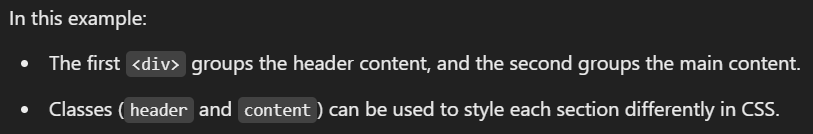 In this example:
• The first <div> groups the header content, and the second groups the main content.
• Classes (header and content) can be used to style each section differently in CSS.